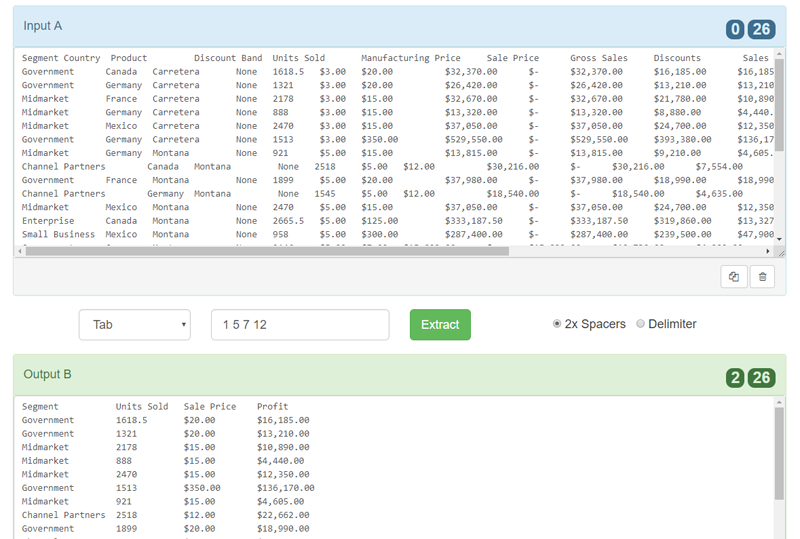 Input A
0 26
Segment Country Product Discount Band Units Sold Manufacturing Price Sale Price Gross Sales Discounts Sales
Government Canada Carretera None 1618.5 $3.00 $20.00 $32,370.00 $- $32,370.00 $16,185.00 $16,185
Government Germany Carretera None 1321 $3.00 $20.00 $26,420.00 $- $26,420.00 $13,210.00 $13,210
Midmarket France Carretera None 2178 $3.00 $15.00 $32,670.00 $- $32,670.00 $21,780.00 $10,890
Midmarket Germany Carretera None 888 $3.00 $15.00 $13,320.00 $- $13,320.00 $8,880.00 $4,440.
Midmarket Mexico Carretera None 2470 $3.00 $15.00 $37,050.00 $- $37,050.00 $24,700.00 $12,350
Government Germany Carretera None 1513 $3.00 $350.00 $529,550.00 $- $529,550.00 $393,380.00 $136,17
Midmarket Germany Montana None 921 $5.00 $15.00 $13,815.00 $- $13,815.00 $9,210.00 $4,605.
Channel Partners Canada Montana None 2518 $5.00 $12.00 $30,216.00 $- $30,216.00 $7,554.00
Government France Montana None 1899 $5.00 $20.00 $37,980.00 $- $37,980.00 $18,990.00 $18,990
Channel Partners Germany Montana None 1545 $5.00 $12.00 $18,540.00 $- $18,540.00 $4,635.00
Midmarket Mexico Montana None 2470 $5.00 $15.00 $37,050.00 $- $37,050.00 $24,700.00 $12,350
Enterprise Canada Montana None 2665.5 $5.00 $125.00 $333,187.50 $- $333,187.50 $319,860.00 $13,327
Small Business Mexico Montana None 958 $5.00 $300.00 $287,400.00 $- $287,400.00 $239,500.00 $47,900
Tab 1 5 7 12 Extract 2x Spacers Delimiter
Output B
2 26
Segment Units Sold Sale Price Profit
Government 1618.5 $20.00 $16,185.00
Government 1321 $20.00 $13,210.00
Midmarket 2178 $15.00 $10,890.00
Midmarket 888 $15.00 $4,440.00
Midmarket 2470 $15.00 $12,350.00
Government 1513 $350.00 $136,170.00
Midmarket 921 $15.00 $4,605.00
Channel Partners 2518 $12.00 $22,662.00
Government 1899 $20.00 $18,990.00